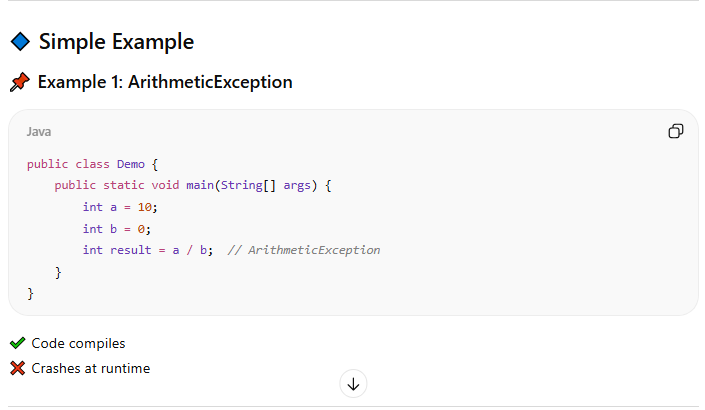 Simple Example
Example 1: ArithmeticException
Java
public class Demo {
    public static void main(String[] args) {
        int a = 10;
        int b = 0;
        int result = a / b;  // ArithmeticException
    }
}
Code compiles
Crashes at runtime